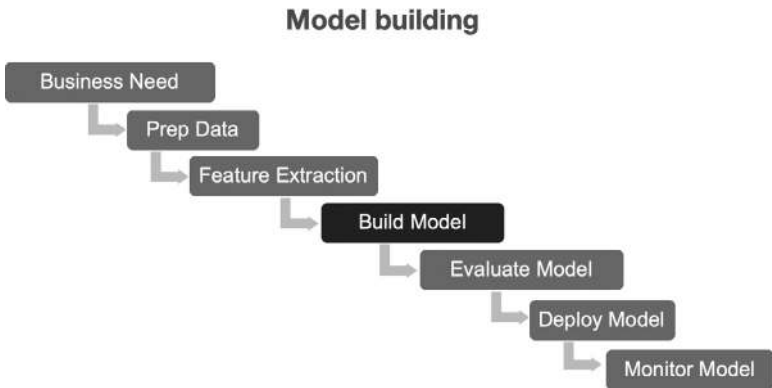 Model building
Business Need
Prep Data
Feature Extraction
Build Model
Evaluate Model
Deploy Model
Monitor Model